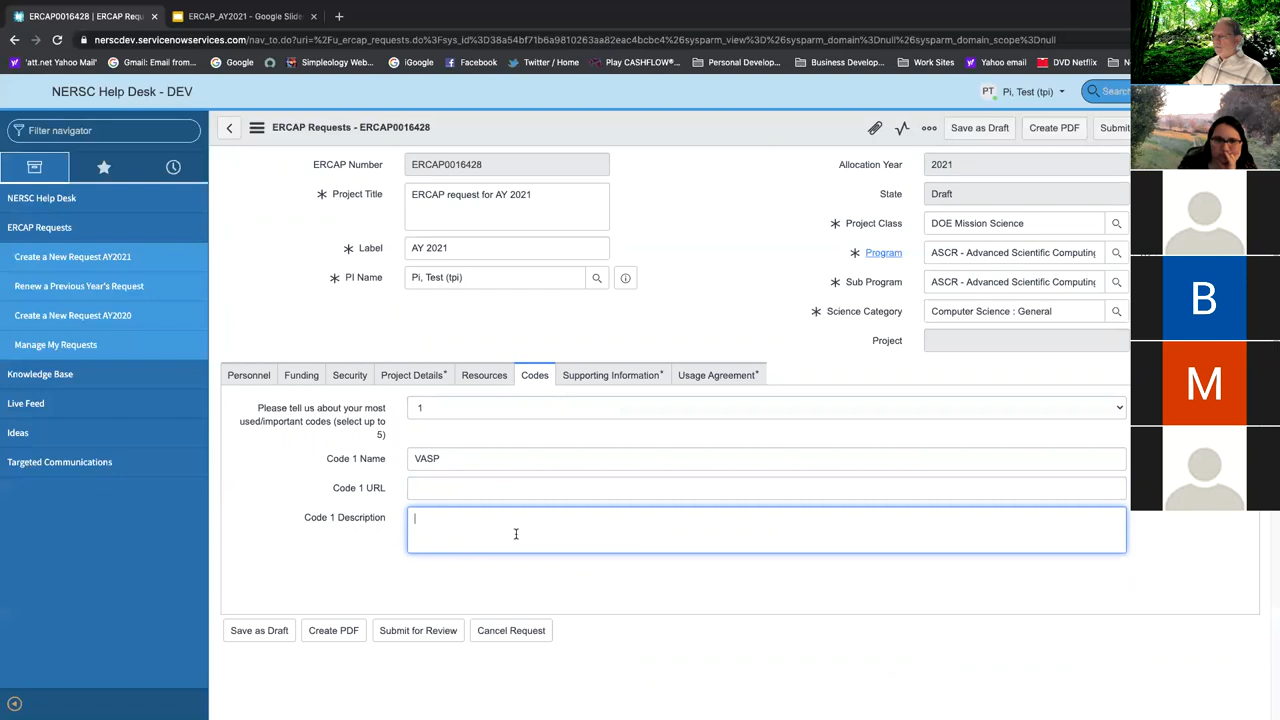 ERCAP0016428 | ERCAP Requ
ERCAP_AY2021 - Google Slide
nerscdev.servicenowservices.com/nav_to.do?uri=%2Fu_ercap_requests.do%3Fsys_id%3D38a54bf71b6a9810263aa82eac4bcbc4%26sysparm_view%3D%26sysparm_domain%3Dnull%26sysparm_domain_scope%3Dnull
'att.net Yahoo Mail'
Gmail: Email from...
Google
Simpleology Web...
iGoogle
Facebook
Twitter / Home
Play CASHFLOW®...
Personal Develop...
Business Develop...
Work Sites
Yahoo email
DVD Netflix
Bookma
NERSC Help Desk - DEV
PT
Pi, Test (tpi)
Search
Filter navigator
NERSC Help Desk
ERCAP Requests
Create a New Request AY2021
Renew a Previous Year's Request
Create a New Request AY2020
Manage My Requests
Knowledge Base
Live Feed
Ideas
Targeted Communications
ERCAP Requests - ERCAP0016428
Save as Draft
Create PDF
Submit
ERCAP Number
ERCAP0016428
Project Title
ERCAP request for AY 2021
Label
AY 2021
PI Name
Pi, Test (tpi)
Allocation Year
2021
State
Draft
Project Class
DOE Mission Science
Program
ASCR - Advanced Scientific Computing
Sub Program
ASCR - Advanced Scientific Computing
Science Category
Computer Science : General
Project
Personnel
Funding
Security
Project Details*
Resources
Codes
Supporting Information*
Usage Agreement*
Please tell us about your most
used/important codes (select up to
5)
1
Code 1 Name
VASP
Code 1 URL
Code 1 Description
Save as Draft
Create PDF
Submit for Review
Cancel Request
B
M